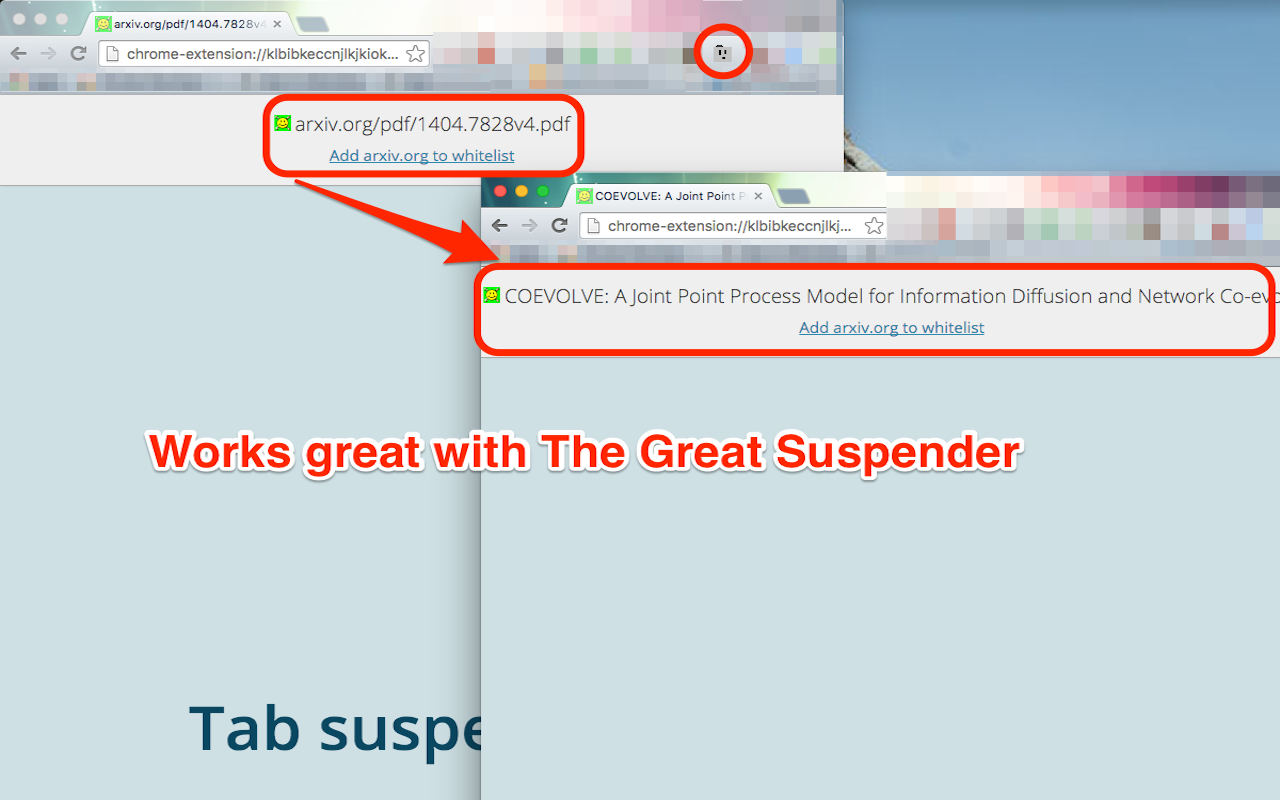 arxiv.org/pdf/1404.7828v4
chrome-extension://klbibkeccnjlkjkiok...
arxiv.org/pdf/1404.7828v4.pdf
Add arxiv.org to whitelist
COEVOLVE: A Joint Point P
chrome-extension://klbibkeccnjlkj...
COEVOLVE: A Joint Point Process Model for Information Diffusion and Network Co-evo
Add arxiv.org to whitelist
Works great with The Great Suspender
Tab suspe